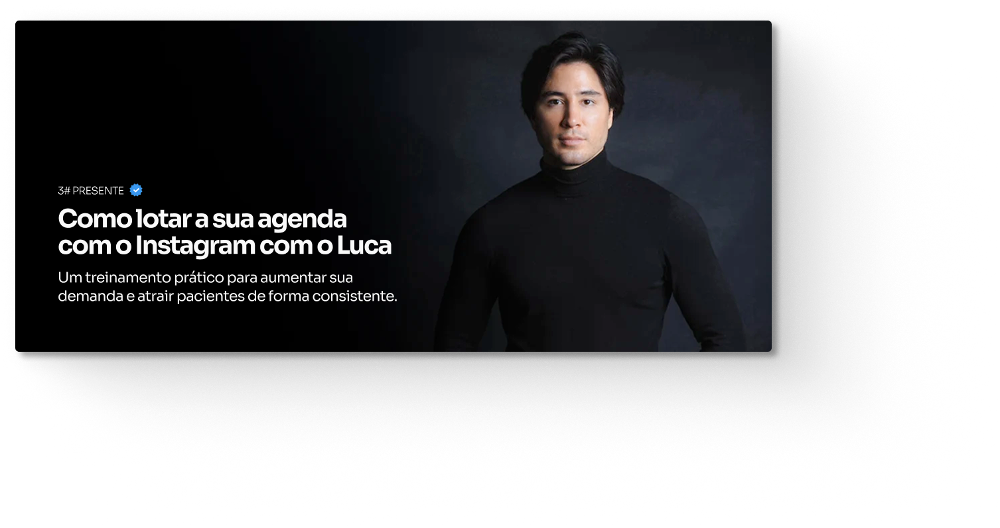 3# PRESENTE
Como lotar a sua agenda
com o Instagram com o Luca
Um treinamento prático para aumentar sua
demanda e atrair pacientes de forma consistente.